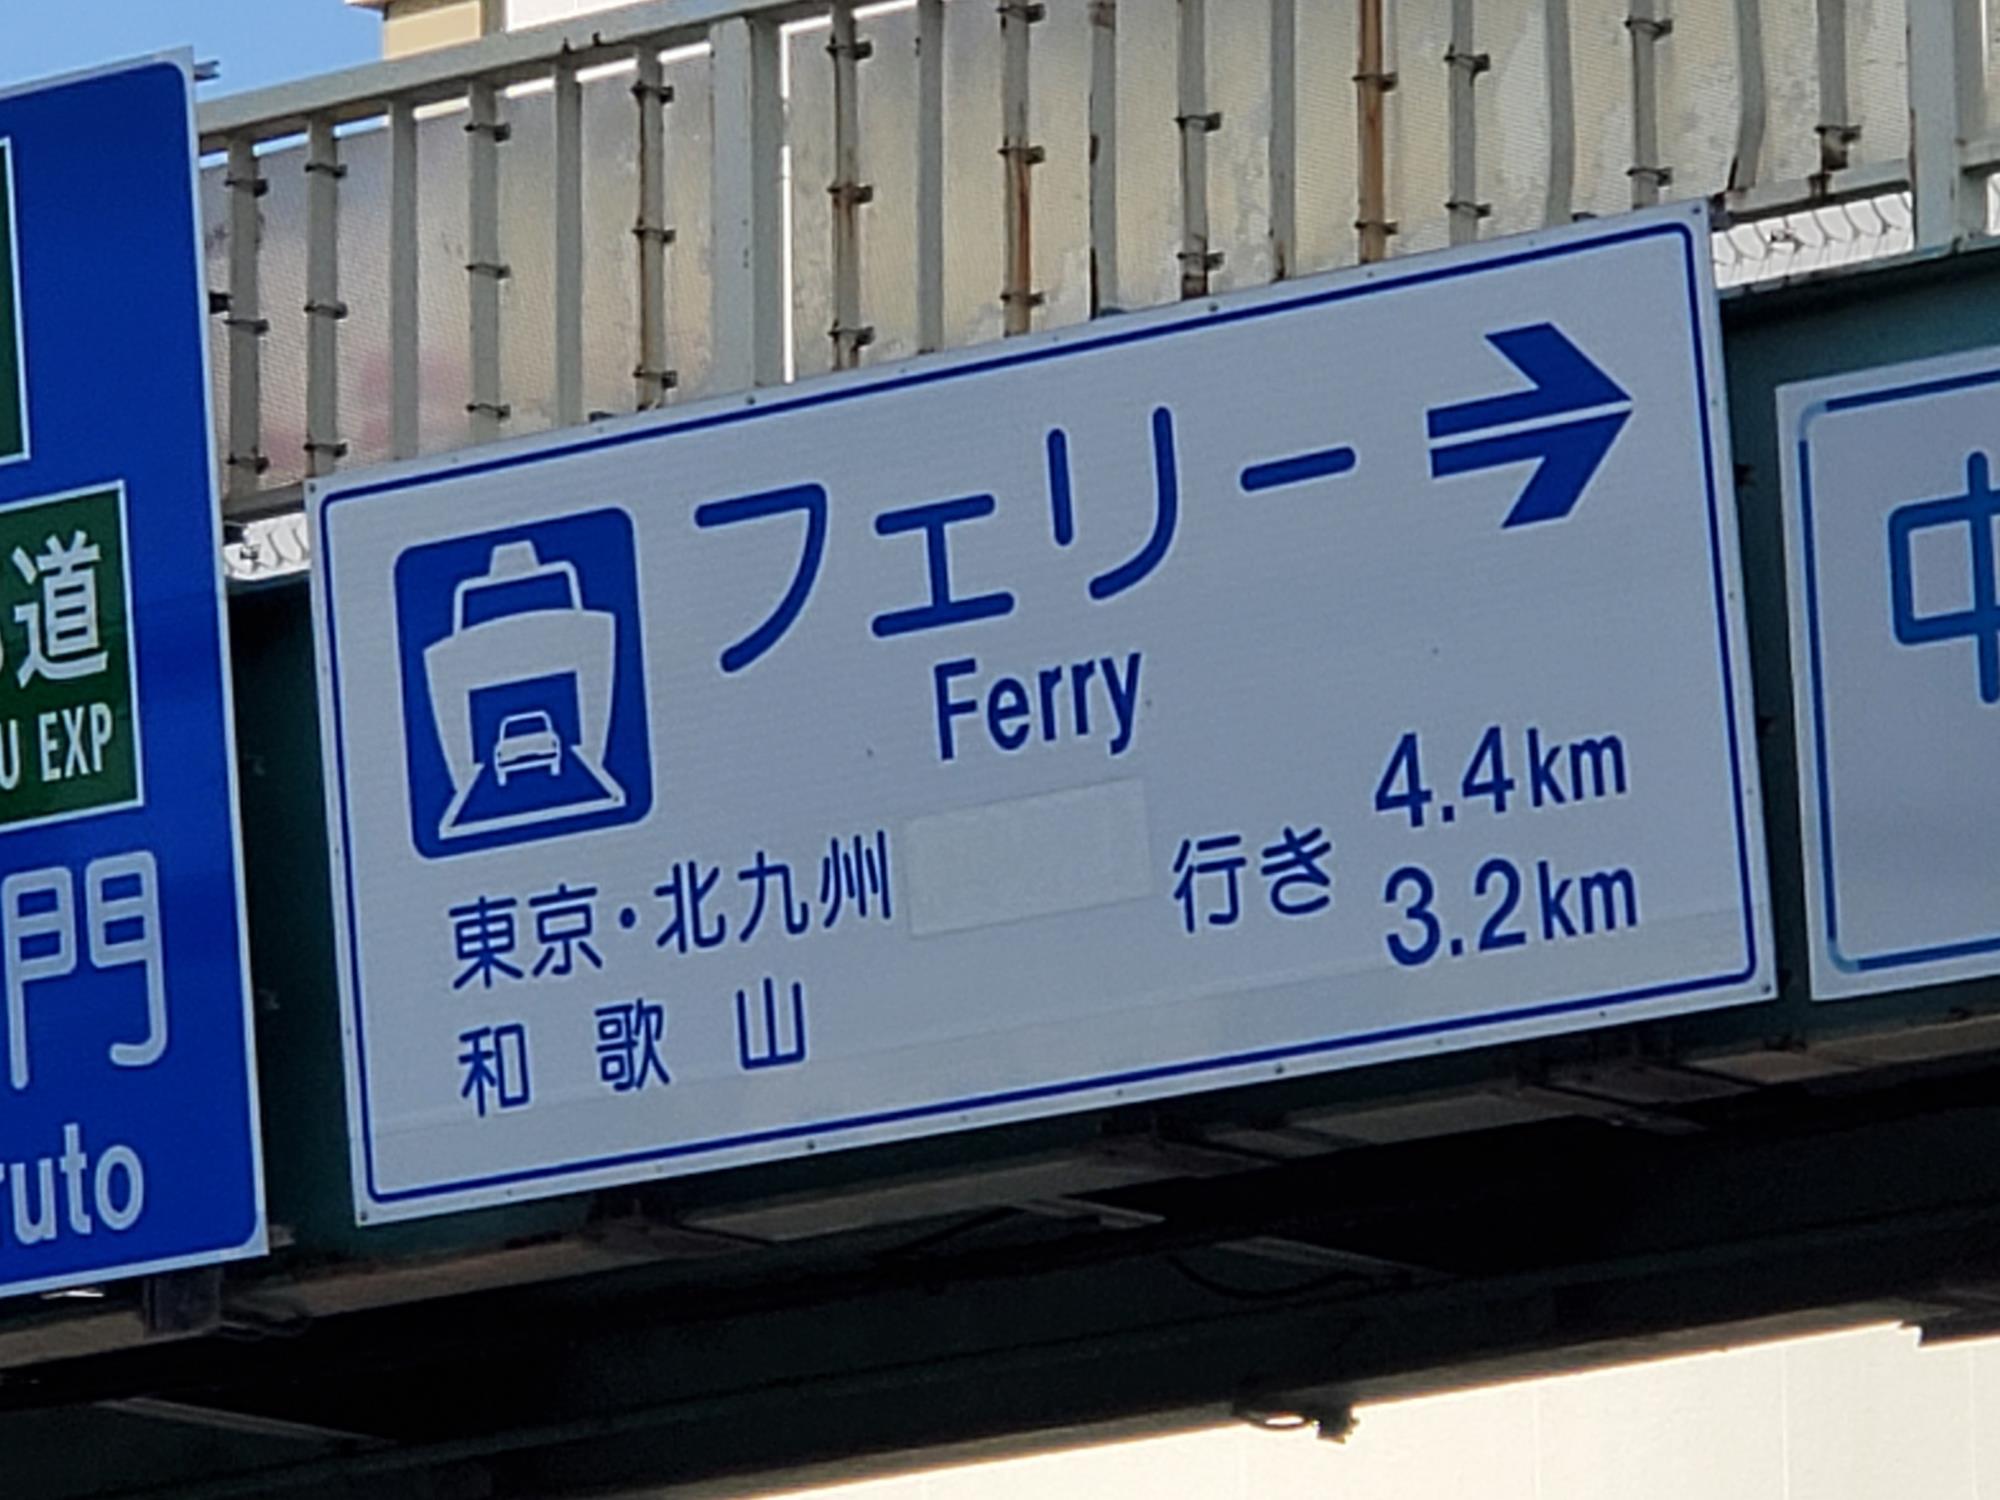 道
U EXP
門
ruto
フェリー
Ferry
東京・北九州 行き 4.4km
和歌山 3.2km
中